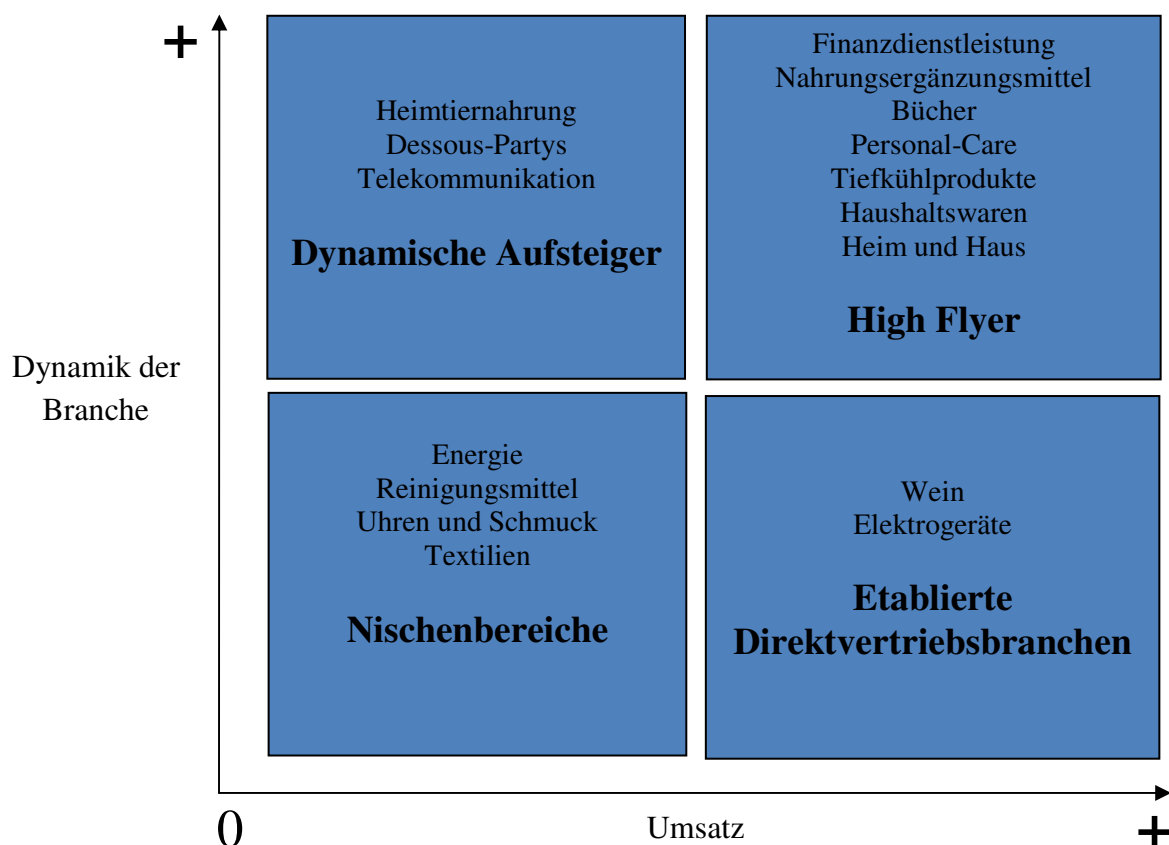 +
Heimtiernahrung
Dessous-Partys
Telekommunikation
Dynamische Aufsteiger
Finanzdienstleistung
Nahrungsergänzungsmittel
Bücher
Personal-Care
Tiefkühlprodukte
Haushaltswaren
Heim und Haus
High Flyer
Dynamik der
Branche
Energie
Reinigungsmittel
Uhren und Schmuck
Textilien
Nischenbereiche
Wein
Elektrogeräte
Etablierte
Direktvertriebsbranchen
0
Umsatz
+